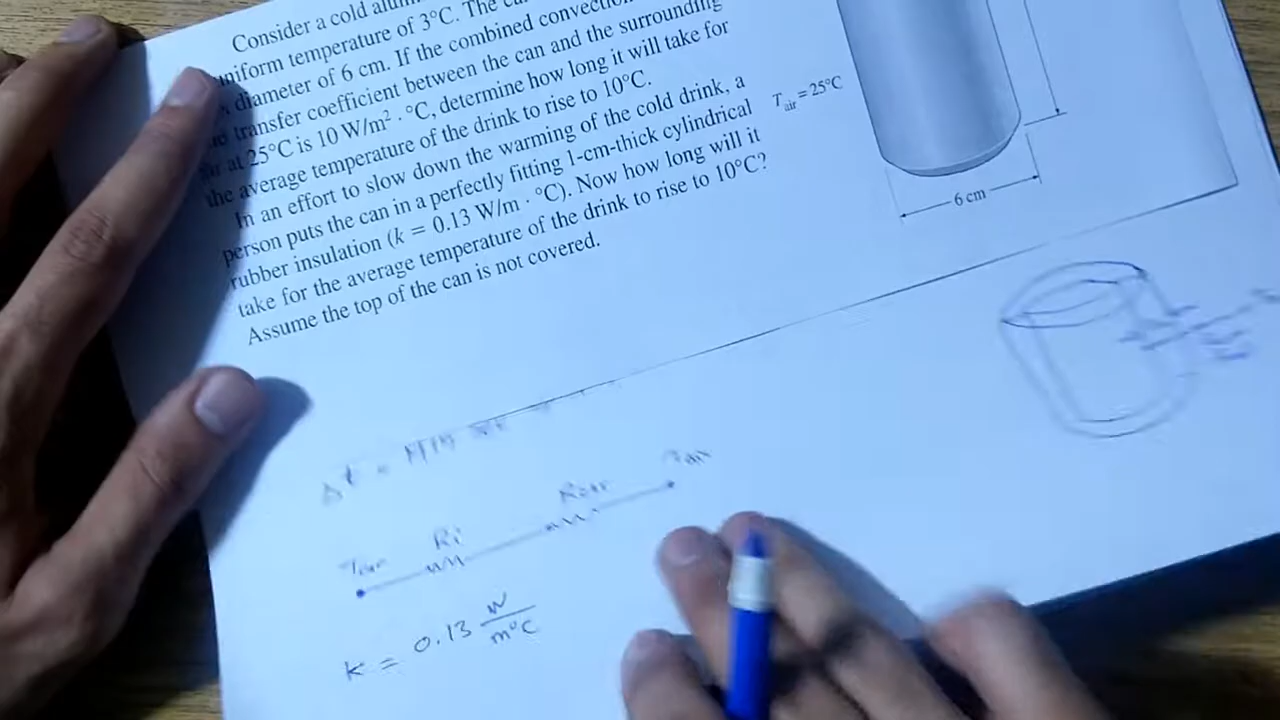 Consider a cold
uniform temperature of 3°C. The
diameter of 6 cm. If the combined
transfer coefficient between the can and the surrounding
at 25°C is 10 W/m² · °C, determine how long it will take for
the average temperature of the drink to rise to 10°C.
In an effort to slow down the warming of the cold drink, a
person puts the can in a perfectly fitting 1-cm-thick cylindrical
rubber insulation (k = 0.13 W/m · °C). Now how long will it
take for the average temperature of the drink to rise to 10°C?
Assume the top of the can is not covered.
T air = 25°C
6 cm
Δt =
Ri
k = 0.13 W/m°C